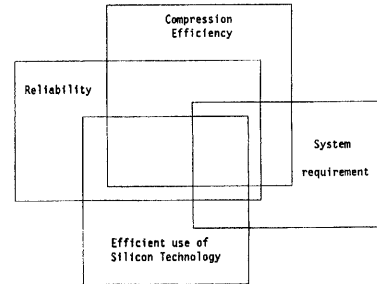 Compression
Efficiency
Reliability
System
requirement
Efficient use of
Silicon Technology